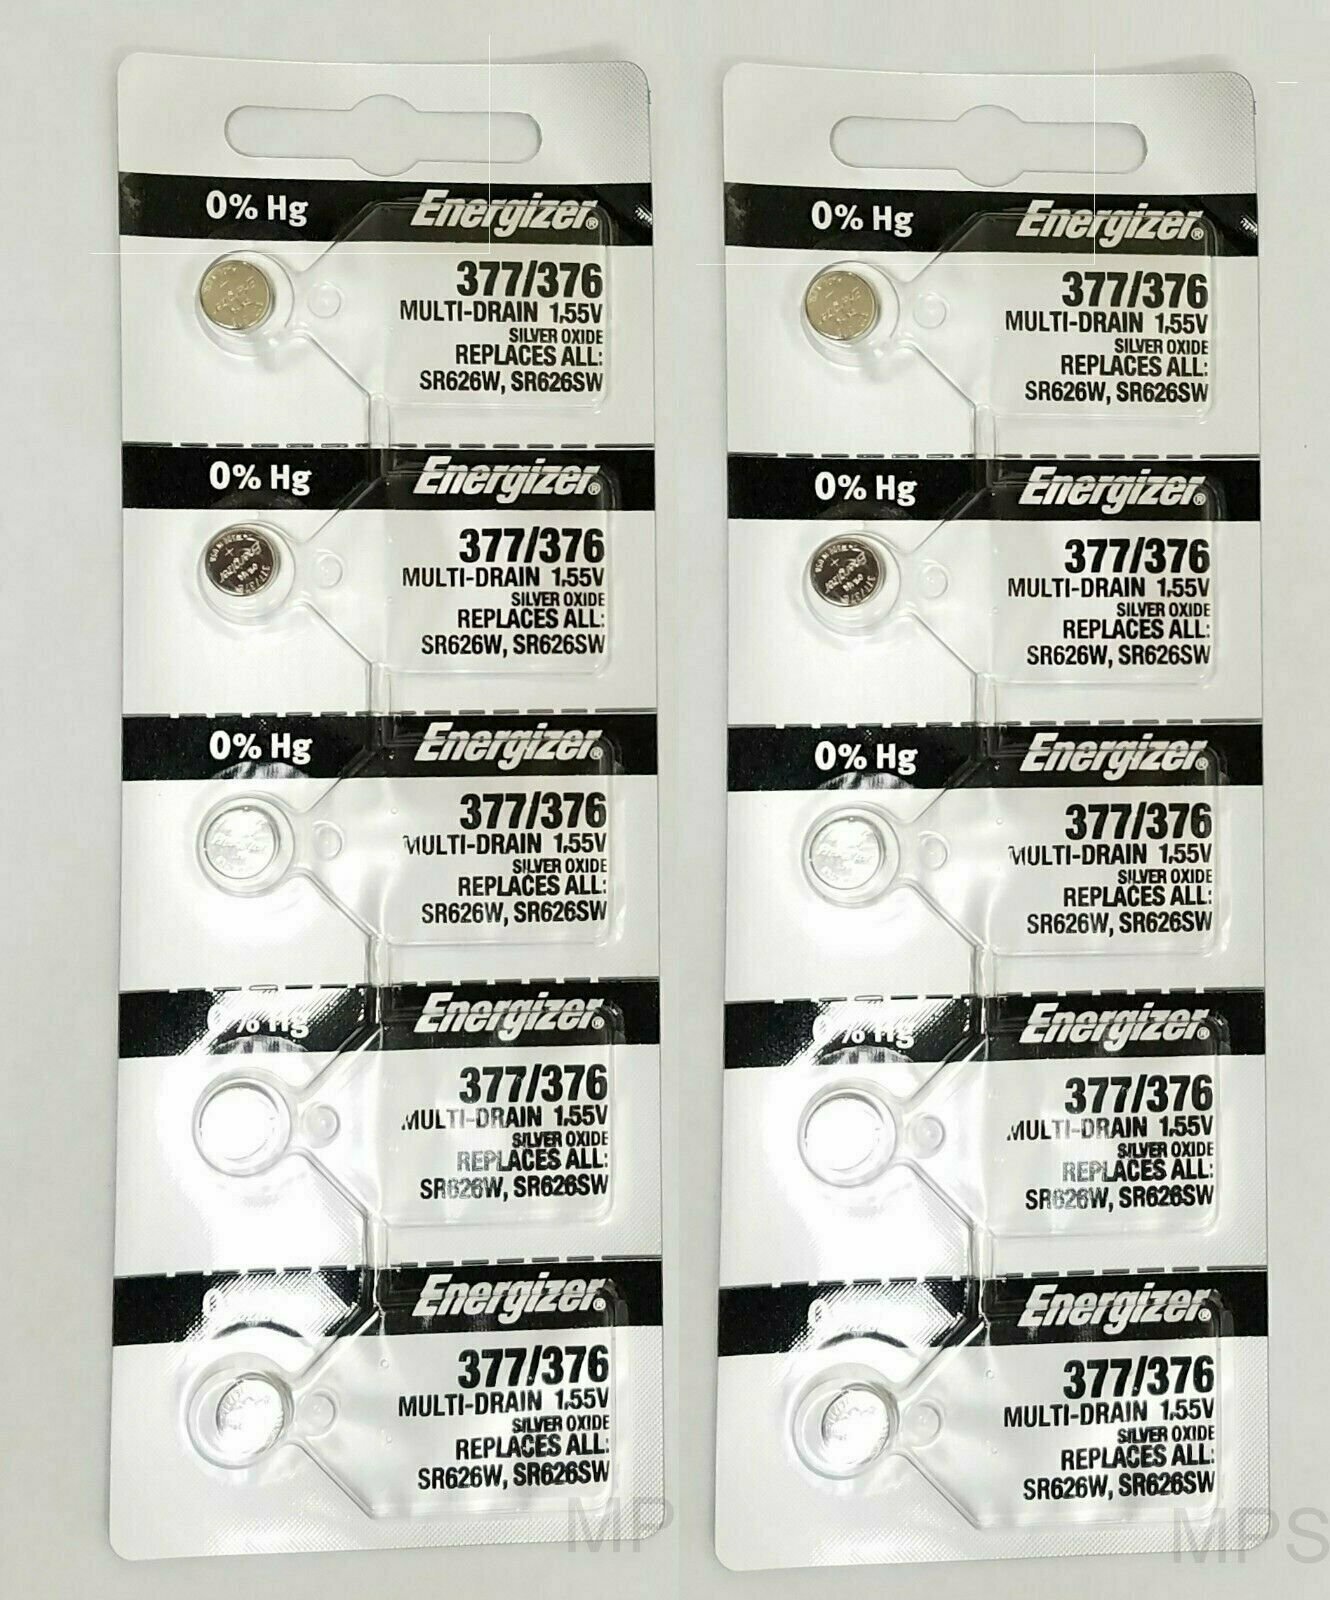 0% Hg Energizer®
377/376
MULTI-DRAIN 1.55V
SILVER OXIDE
REPLACES ALL:
SR626W, SR626SW
0% Hg Energizer®
377/376
MULTI-DRAIN 1.55V
SILVER OXIDE
REPLACES ALL:
SR626W, SR626SW
0% Hg Energizer®
377/376
MULTI-DRAIN 1.55V
SILVER OXIDE
REPLACES ALL:
SR626W, SR626SW
0% Hg Energizer®
377/376
MULTI-DRAIN 1.55V
SILVER OXIDE
REPLACES ALL:
SR626W, SR626SW
Energizer®
377/376
MULTI-DRAIN 1.55V
SILVER OXIDE
REPLACES ALL:
SR626W, SR626SW
MP
0% Hg Energizer®
377/376
MULTI-DRAIN 1.55V
SILVER OXIDE
REPLACES ALL:
SR626W, SR626SW
0% Hg Energizer®
377/376
MULTI-DRAIN 1.55V
SILVER OXIDE
REPLACES ALL:
SR626W, SR626SW
0% Hg Energizer®
377/376
MULTI-DRAIN 1.55V
SILVER OXIDE
REPLACES ALL:
SR626W, SR626SW
0% Hg Energizer®
377/376
MULTI-DRAIN 1.55V
SILVER OXIDE
REPLACES ALL:
SR626W, SR626SW
Energizer®
377/376
MULTI-DRAIN 1.55V
SILVER OXIDE
REPLACES ALL:
SR626W, SR626SW
MPS